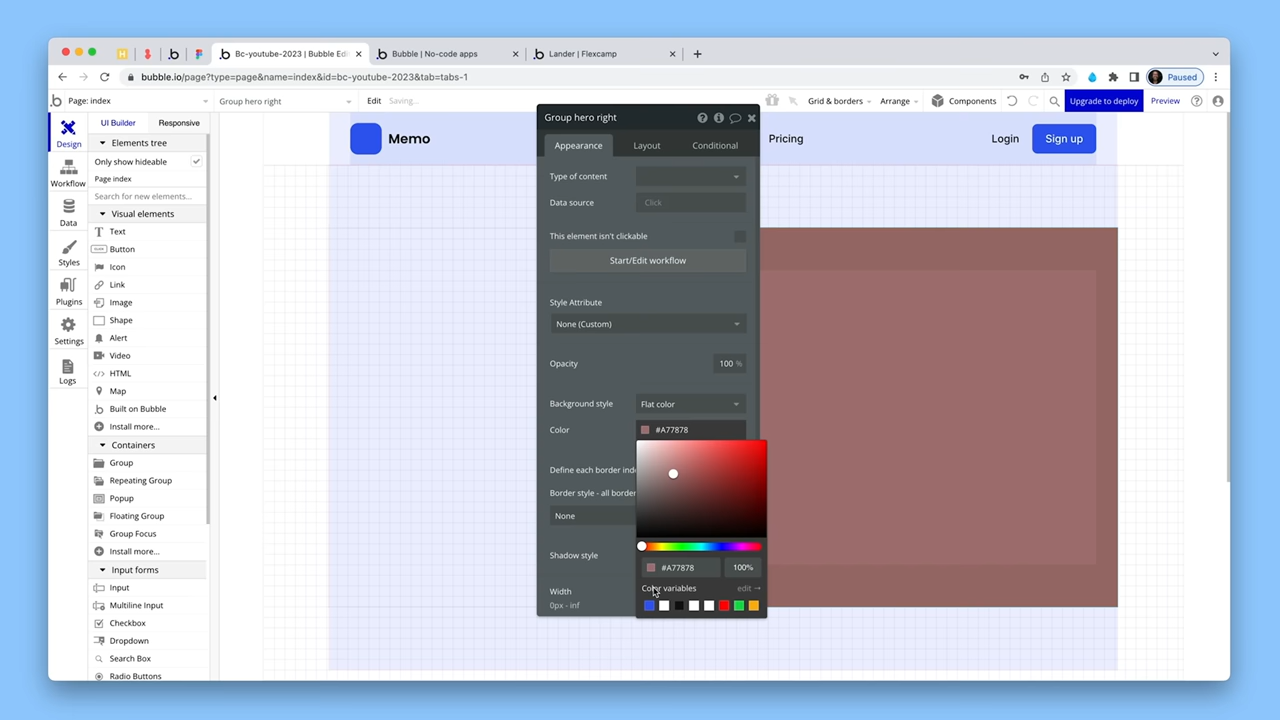 Bc-youtube-2023 | Bubble Edi
Bubble | No-code apps
Lander | Flexcamp
bubble.io/page?type=page&name=index&id=bc-youtube-2023&tab=tabs-1
Paused
Page: index
Group hero right
Edit
Saving...
Grid & borders
Arrange
Components
Upgrade to deploy
Preview
Design
Workflow
Data
Styles
Plugins
Settings
Logs
UI Builder
Responsive
Elements tree
Only show hideable
Page index
Search for new elements...
Visual elements
Text
Button
Icon
Link
Image
Shape
Alert
Video
</> HTML
Map
Built on Bubble
Install more...
Containers
Group
Repeating Group
Popup
Floating Group
Group Focus
Install more...
Input forms
Input
Multiline Input
Checkbox
Dropdown
Search Box
Radio Buttons
Memo
Pricing
Login
Sign up
Group hero right
Appearance
Layout
Conditional
Type of content
Data source
Click
This element isn't clickable
Start/Edit workflow
Style Attribute
None (Custom)
Opacity
100 %
Background style
Flat color
Color
#A77878
Define each border inde
Border style - all border
None
Shadow style
Width
0px - inf
#A77878
100%
Color variables
edit →